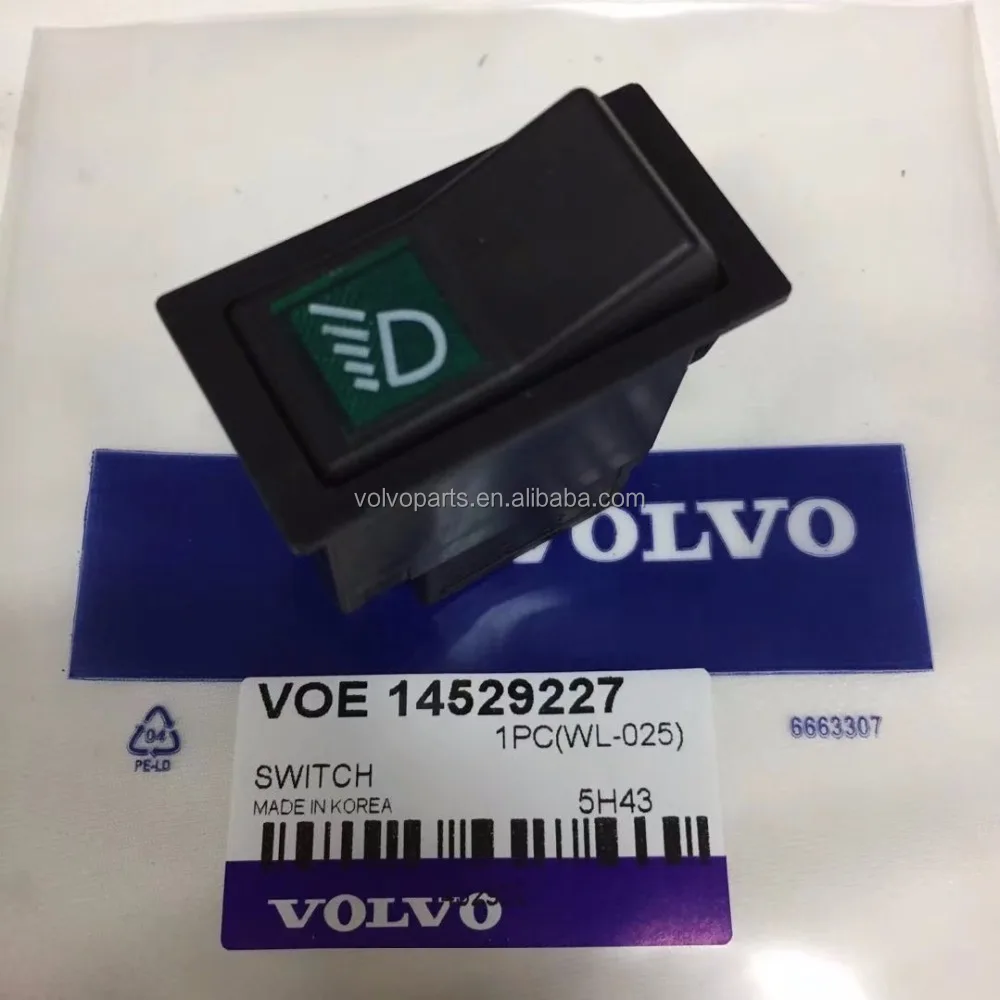 volvoparts.en.alibaba.com
VOLVO
VOE 14529227
1PC(WL-025)
6663307
04
PE-LD
SWITCH
MADE IN KOREA 5H43
VOLVO